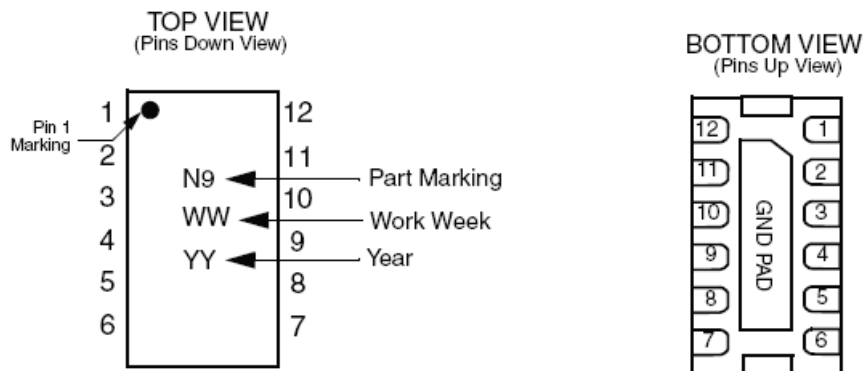 TOP VIEW
(Pins Down View)
1
12
Pin 1
Marking
2
11
N9
Part Marking
3
10
WW
Work Week
4
9
YY
Year
5
8
6
7
BOTTOM VIEW
(Pins Up View)
12
1
11
2
10
3
9
4
8
5
7
6
GND PAD